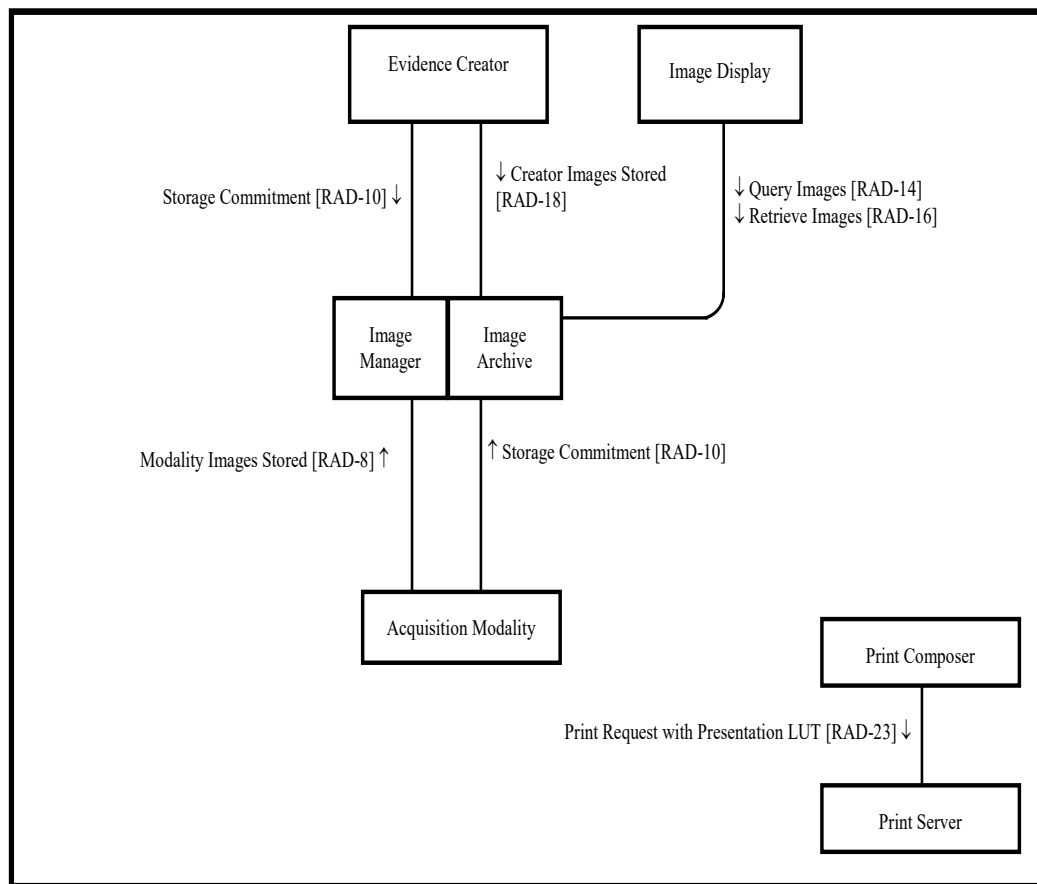 Evidence Creator
Image Display
Storage Commitment [RAD-10] ↓
↓ Creator Images Stored
[RAD-18]
↓ Query Images [RAD-14]
↓ Retrieve Images [RAD-16]
Image
Manager
Image
Archive
Modality Images Stored [RAD-8] ↑
↑ Storage Commitment [RAD-10]
Acquisition Modality
Print Composer
Print Request with Presentation LUT [RAD-23] ↓
Print Server